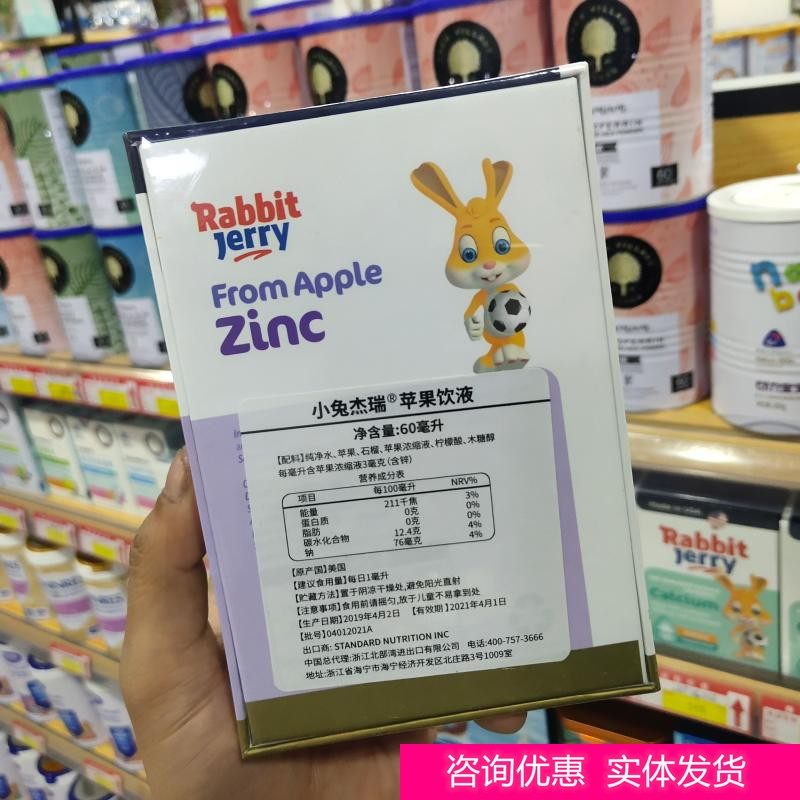 Rabbit
Jerry
From Apple
Zinc
小兔杰瑞®苹果饮液
净含量:60毫升
【配料】纯净水、苹果、石榴、苹果浓缩液、柠檬酸、木糖醇
每毫升含苹果浓缩液3毫克(含锌)
营养成分表
项目 每100毫升 NRV%
能量 211千焦 3%
蛋白质 0克 0%
脂肪 0克 0%
碳水化合物 12.4克 4%
钠 76毫克 4%
【原产国】美国
【建议食用量】每日1毫升
【贮藏方法】置于阴凉干燥处,避免阳光直射
【注意事项】食用前请摇匀,放于儿童不易拿到处
【生产日期】2019年4月2日 【有效期】2021年4月1日
【批号】04012021A
出口商: STANDARD NUTRITION INC
中国总代理:浙江北部湾进出口有限公司 电话:400-757-3666
地址:浙江省海宁市海宁经济开发区北庄路3号1009室
Rabbit
Jerry
Calcium
咨询优惠 实体发货